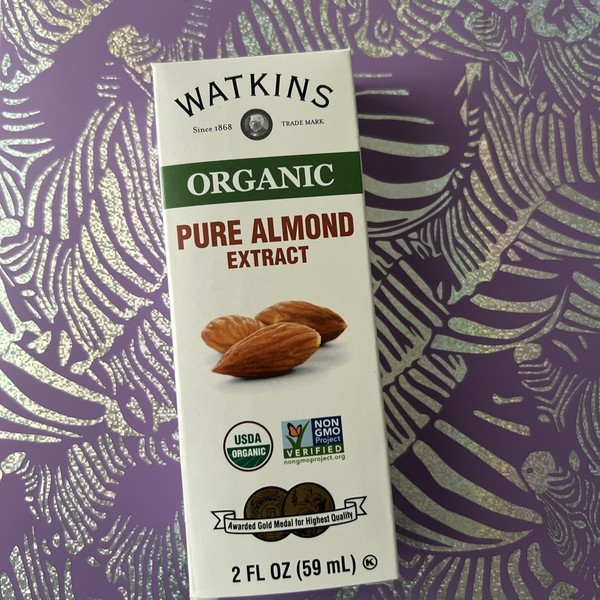 WATKINS
Since 1868 TRADE MARK
ORGANIC
PURE ALMOND
EXTRACT
USDA
ORGANIC
NON
GMO
Project
VERIFIED
nongmoproject.org
Awarded Gold Medal for Highest Quality
2 FL OZ (59 mL) K